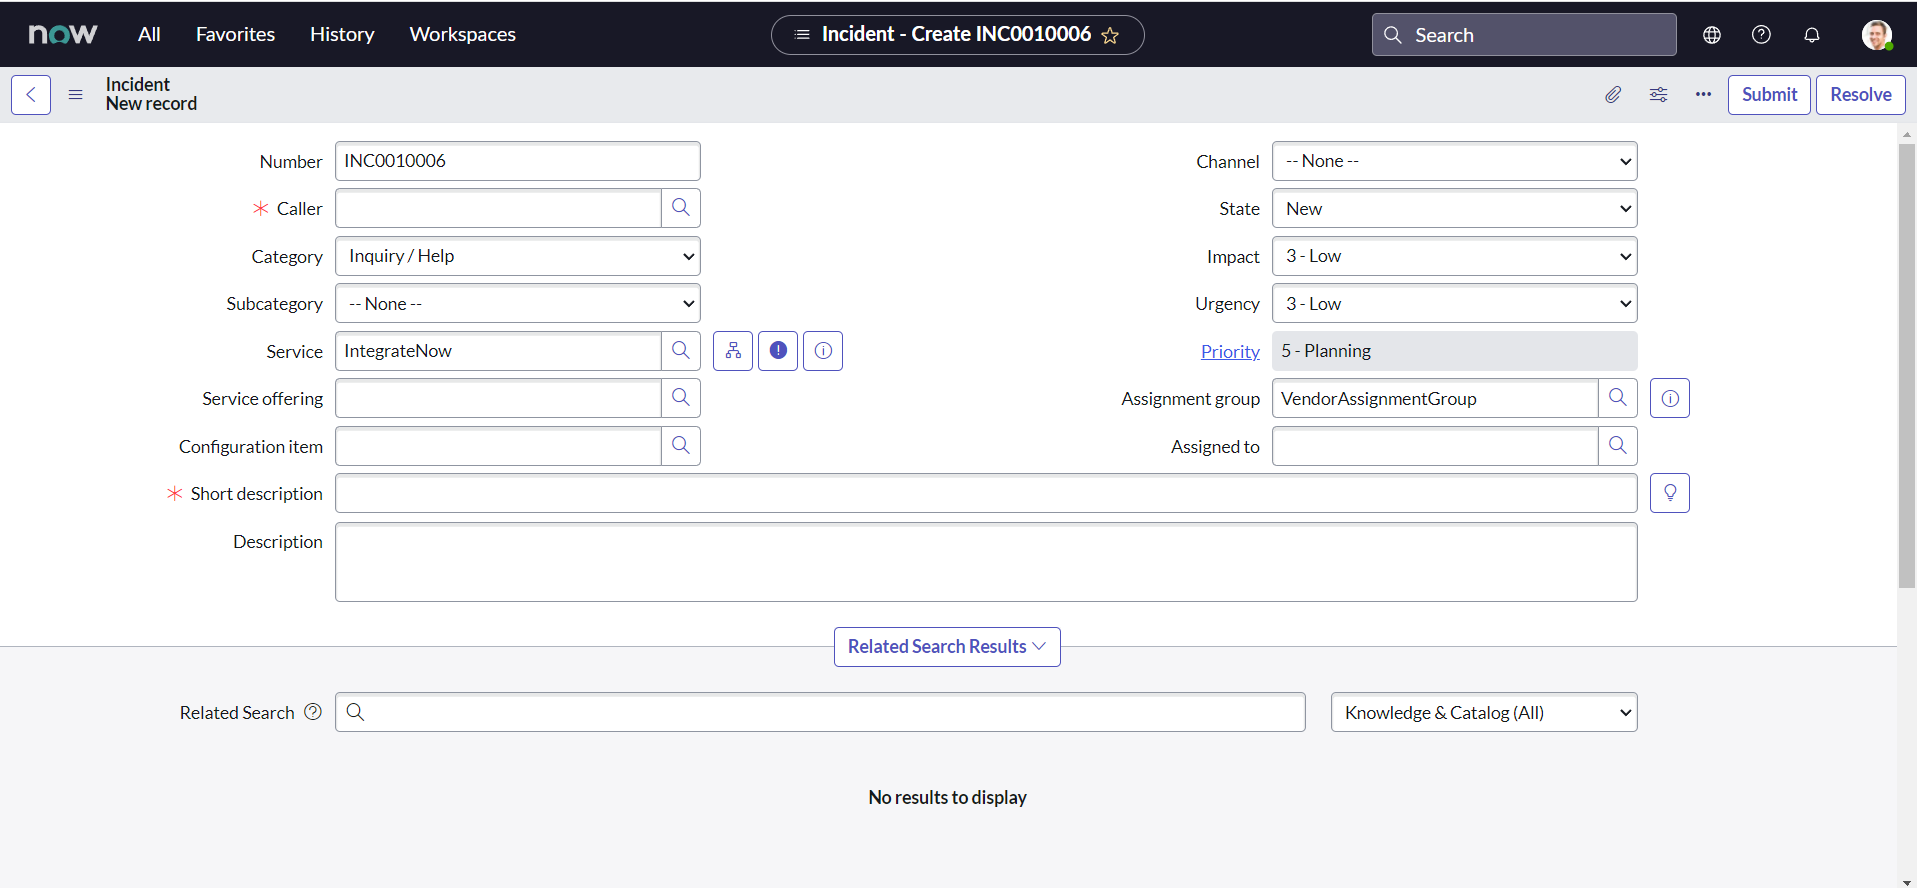 now All Favorites History Workspaces Incident - Create INC0010006 Search
Incident
New record
Submit Resolve
Number INC0010006 Channel -- None --
* Caller State New
Category Inquiry / Help Impact 3 - Low
Subcategory -- None -- Urgency 3 - Low
Service IntegrateNow Priority 5 - Planning
Service offering Assignment group VendorAssignmentGroup
Configuration item Assigned to
* Short description
Description
Related Search Results
Related Search Knowledge & Catalog (All)
No results to display